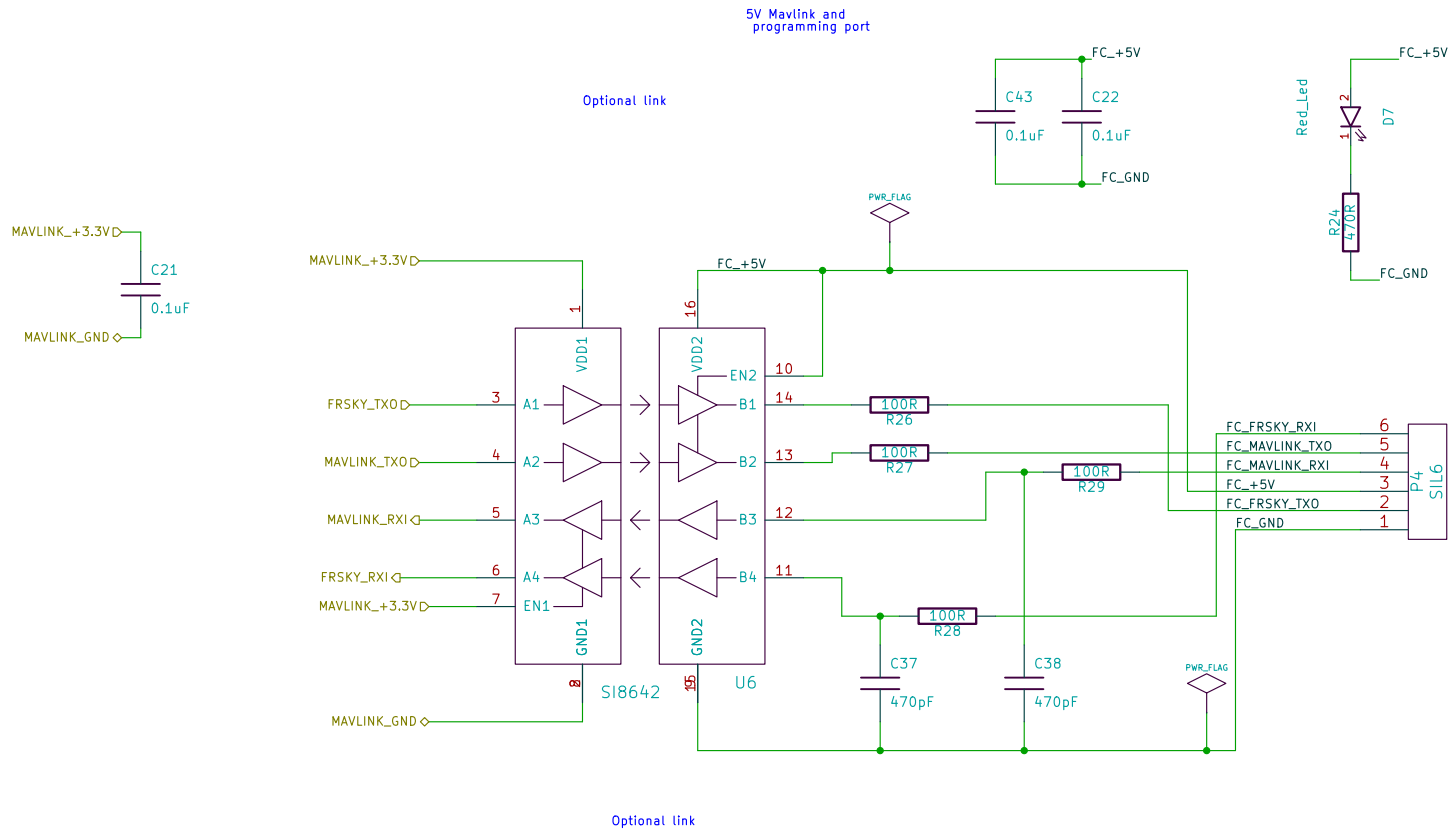 5V Mavlink and
programming port
Optional link
FC_+5V
C43
C22
0.1uF
0.1uF
FC_GND
FC_+5V
2
1
Red_Led
D7
R24
470R
FC_GND
PWR_FLAG
MAVLINK_+3.3V
C21
0.1uF
MAVLINK_GND
MAVLINK_+3.3V
FC_+5V
1
16
VDD1
VDD2
EN2
10
FRSKY_TXO
3
A1
B1
14
100R
R26
MAVLINK_TXO
4
A2
B2
13
100R
R27
MAVLINK_RXI
5
A3
B3
12
100R
R29
FRSKY_RXI
6
A4
B4
11
MAVLINK_+3.3V
7
EN1
100R
R28
GND1
GND2
SI8642
U6
MAVLINK_GND
C37
470pF
C38
470pF
PWR_FLAG
FC_FRSKY_RXI
6
FC_MAVLINK_TXO
5
FC_MAVLINK_RXI
4
FC_+5V
3
FC_FRSKY_TXO
2
FC_GND
1
P4
SIL6
Optional link